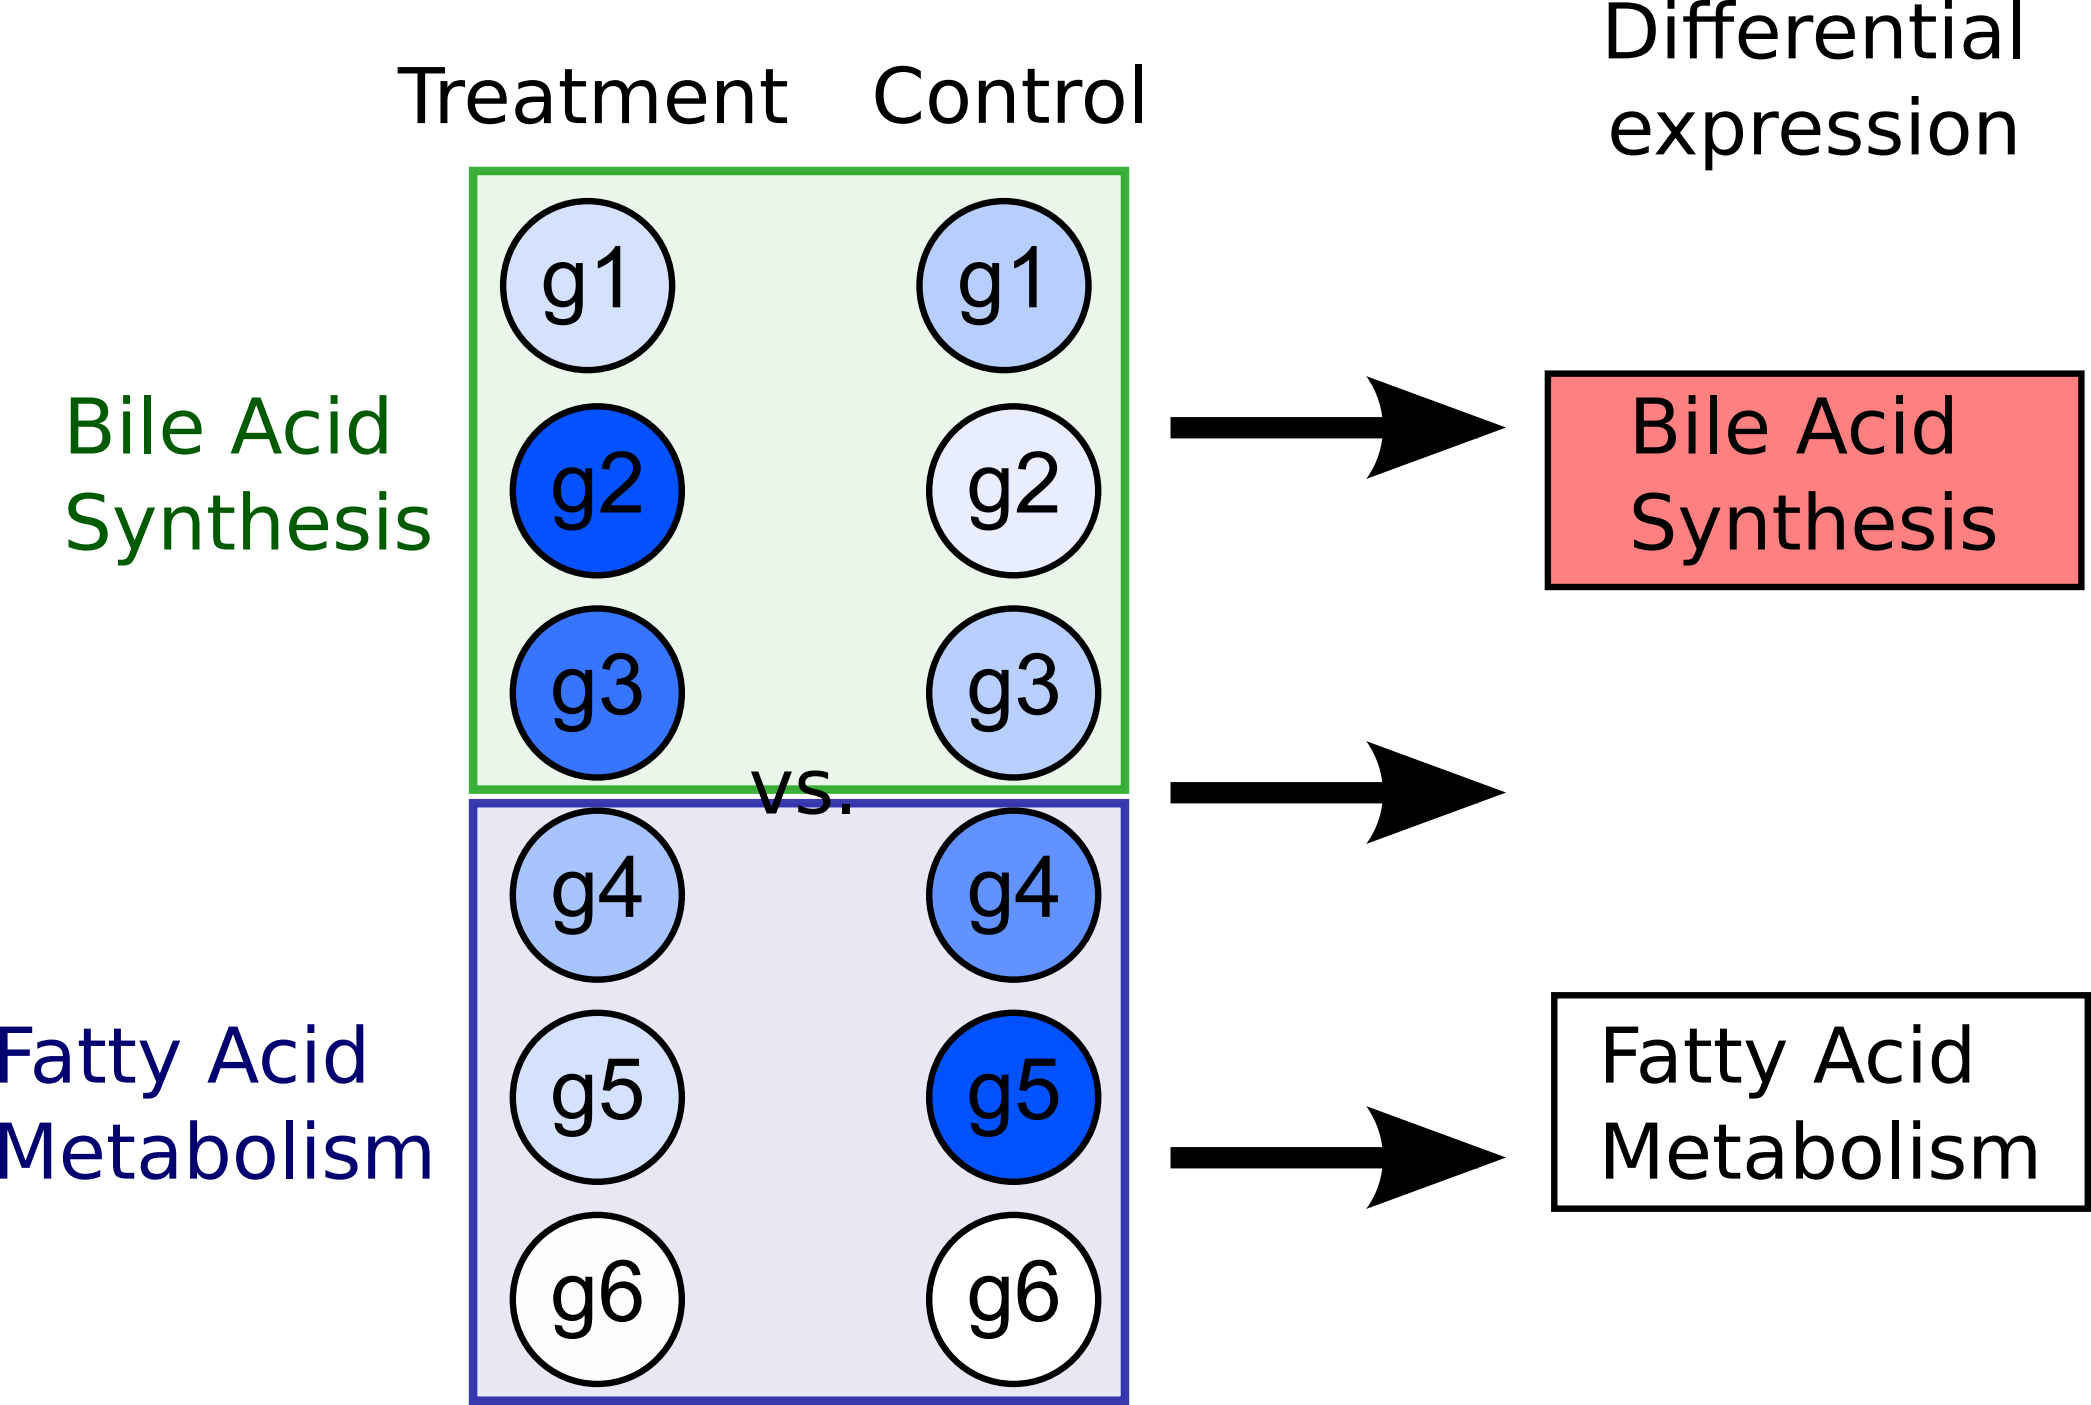 Differential
expression
Treatment
Control
Bile Acid
Synthesis
g1
g1
g2
g2
g3
g3
vs.
g4
g4
g5
g5
g6
g6
Fatty Acid
Metabolism
Bile Acid
Synthesis
Fatty Acid
Metabolism